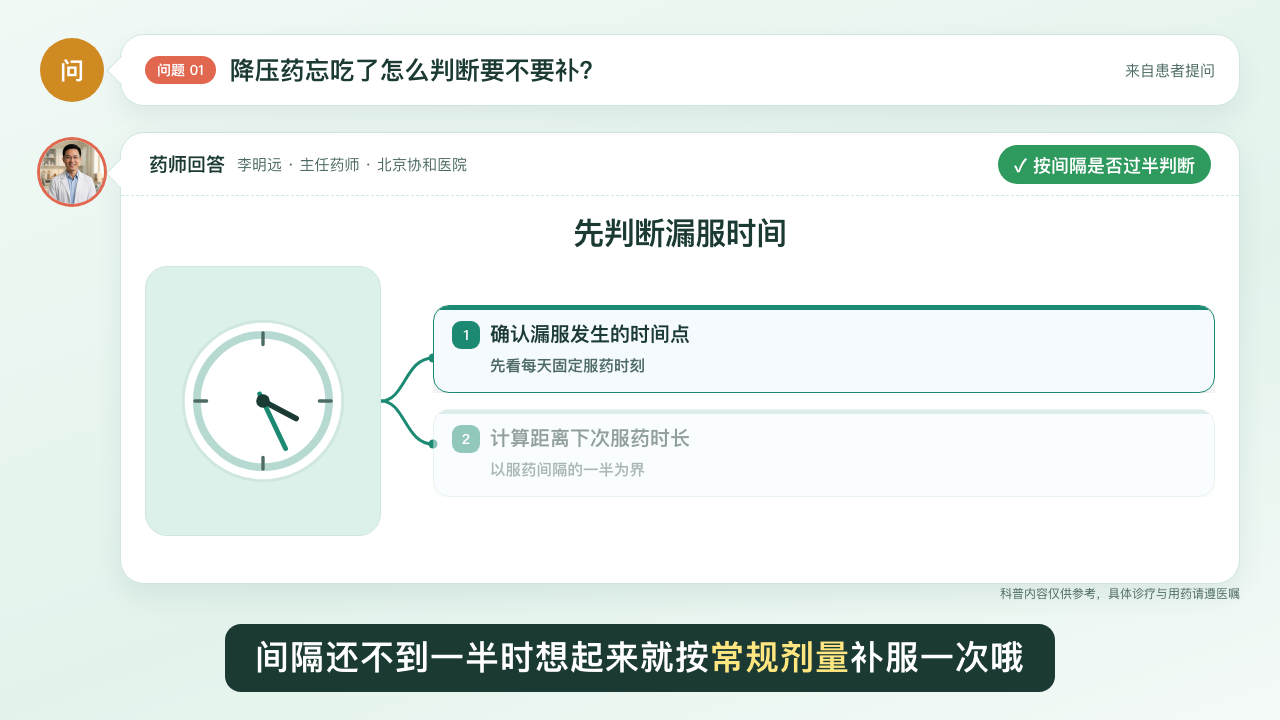 问
问题 01
降压药忘吃了怎么判断要不要补?
来自患者提问
药师回答
李明远 · 主任药师 · 北京协和医院
✓ 按间隔是否过半判断
先判断漏服时间
1
确认漏服发生的时间点
先看每天固定服药时刻
2
计算距离下次服药时长
以服药间隔的一半为界
科普内容仅供参考，具体诊疗与用药请遵医嘱
间隔还不到一半时想起来就按常规剂量补服一次哦